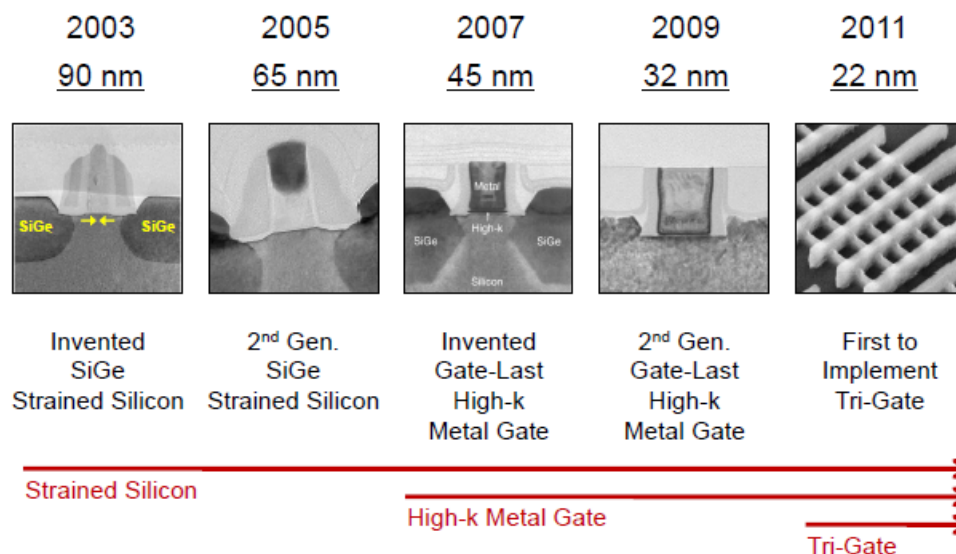 2003
90 nm
2005
65 nm
2007
45 nm
2009
32 nm
2011
22 nm
SiGe
SiGe
Metal
High-k
SiGe
SiGe
Silicon
Invented
SiGe
Strained Silicon
2nd Gen.
SiGe
Strained Silicon
Invented
Gate-Last
High-k
Metal Gate
2nd Gen.
Gate-Last
High-k
Metal Gate
First to
Implement
Tri-Gate
Strained Silicon
High-k Metal Gate
Tri-Gate